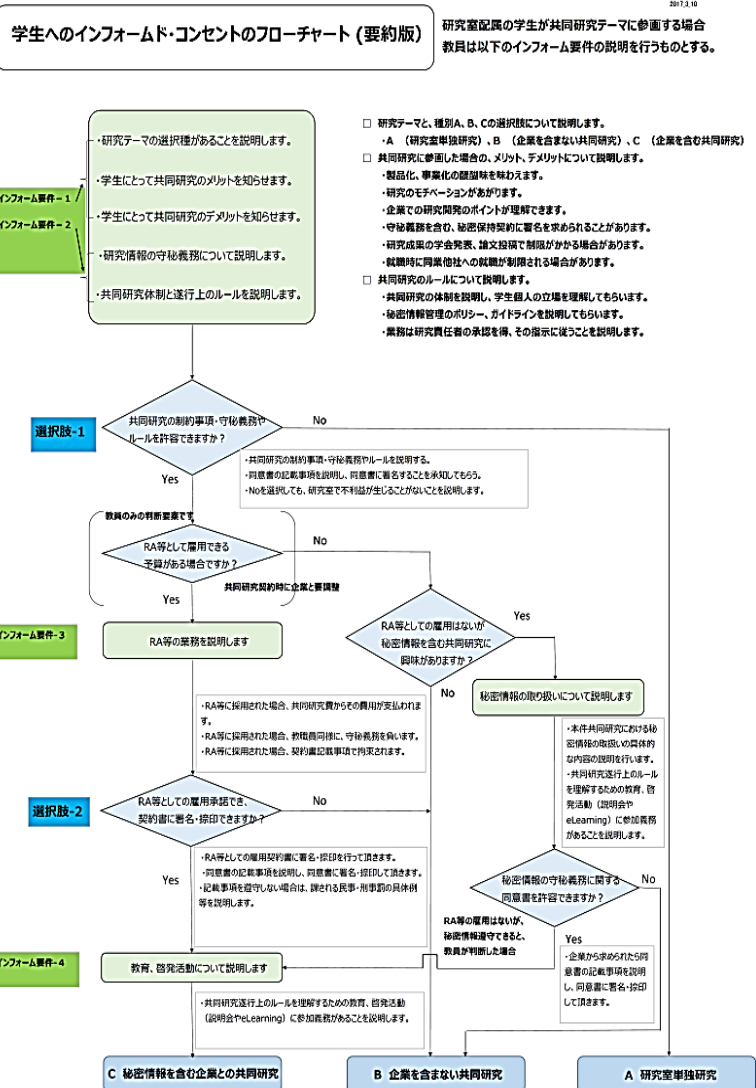 2017,3,10
学生へのインフォームド・コンセントのフローチャート (要約版)
研究室配属の学生が共同研究テーマに参画する場合
教員は以下のインフォーム要件の説明を行うものとする。
・研究テーマの選択種があることを説明します。
・学生にとって共同研究のメリットを知らせます。
・学生にとって共同研究のデメリットを知らせます。
・研究情報の守秘義務について説明します。
・共同研究体制と遂行上のルールを説明します。
インフォーム要件-1
インフォーム要件-2
□ 研究テーマと、種別A、B、Cの選択肢について説明します。
・A (研究室単独研究)、B (企業を含まない共同研究)、C (企業を含む共同研究)
□ 共同研究に参画した場合の、メリット、デメリットについて説明します。
・製品化、事業化の醍醐味を味わえます。
・研究のモチベーションがあがります。
・企業での研究開発のポイントが理解できます。
・守秘義務を含む、秘密保持契約に署名を求められることがあります。
・研究成果の学会発表、論文投稿で制限がかかる場合があります。
・就職時に同業他社への就職が制限される場合があります。
□ 共同研究のルールについて説明します。
・共同研究の体制を説明し、学生個人の立場を理解してもらいます。
・秘密情報管理のポリシー、ガイドラインを説明してもらいます。
・業務は研究責任者の承認を得、その指示に従うことを説明します。
選択肢-1
共同研究の制約事項・守秘義務や
ルールを許容できますか?
No
Yes
・共同研究の制約事項・守秘義務やルールを説明する。
・同意書の記載事項を説明し、同意書に署名することを承知してもらう。
・Noを選択しても、研究室で不利益が生じることがないことを説明します。
教員のみの判断要素です
RA等として雇用できる
予算がある場合ですか?
No
Yes
共同研究契約時に企業と要調整
インフォーム要件-3
RA等の業務を説明します
RA等としての雇用はないが
秘密情報を含む共同研究に
興味がありますか?
Yes
No
秘密情報の取り扱いについて説明します
・RA等に採用された場合、共同研究費からその費用が支払われま
す。
・RA等に採用された場合、教職員同様に、守秘義務を負います。
・RA等に採用された場合、契約書記載事項で拘束されます。
・本件共同研究における秘
密情報の取扱いの具体的
な内容の説明を行います。
・共同研究遂行上のルール
を理解するための教育、啓
発活動(説明会や
eLearning)に参加義務
があることを説明します。
選択肢-2
RA等としての雇用承諾でき、
契約書に署名・捺印できますか?
No
Yes
・RA等としての雇用契約書に署名・捺印を行って頂きます。
・同意書の記載事項を説明し、同意書に署名・捺印して頂きます。
・記載事項を遵守しない場合は、課される民事・刑事罰の具体例
等を説明します。
秘密情報の守秘義務に関する
同意書を許容できますか?
No
Yes
RA等の雇用はないが、
秘密情報遵守できると、
教員が判断した場合
・企業から求められたら同
意書の記載事項を説明
し、同意書に署名・捺印
して頂きます。
インフォーム要件-4
教育、啓発活動について説明します
・共同研究遂行上のルールを理解するための教育、啓発活動
(説明会やeLearning)に参加義務があることを説明します。
C 秘密情報を含む企業との共同研究
B 企業を含まない共同研究
A 研究室単独研究